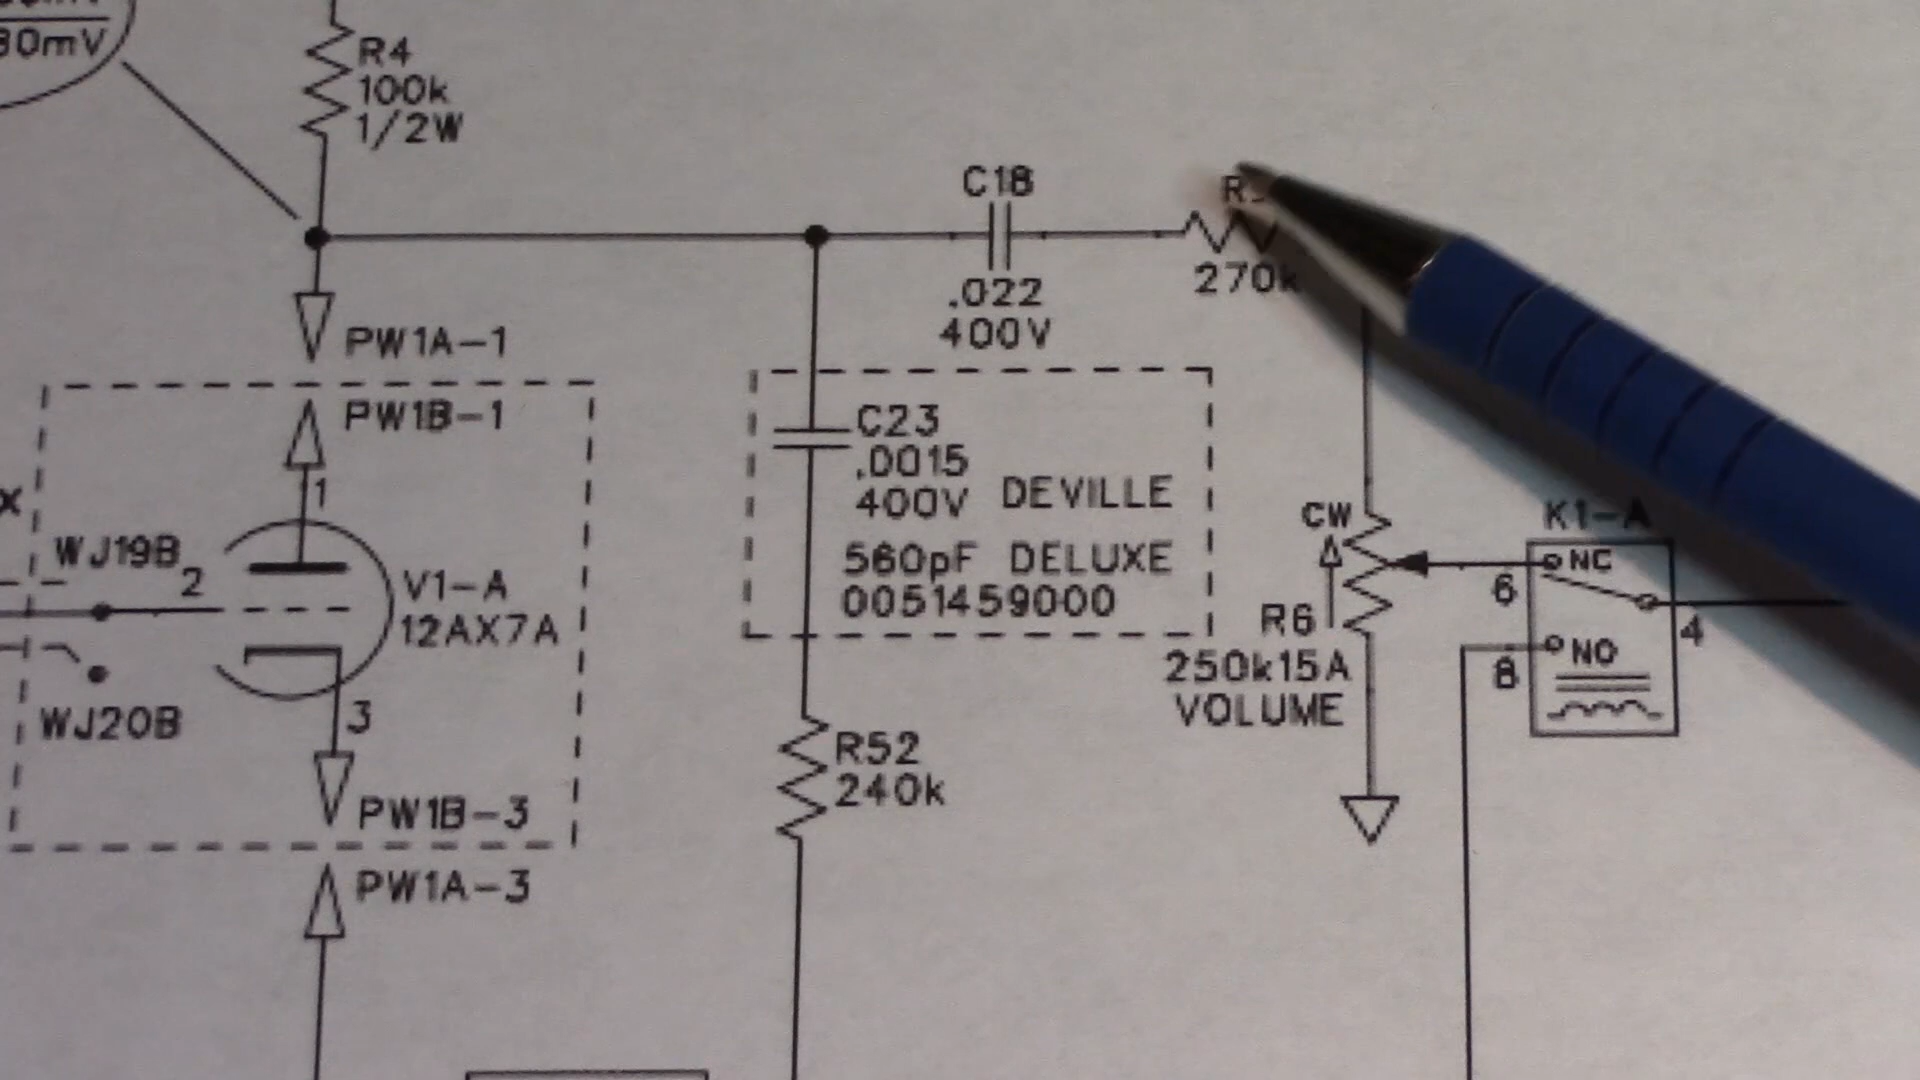 80mV
R4
100k
1/2W
C18
.022
400V
270k
PW1A-1
PW1B-1
1
C23
.0015
400V DEVILLE
560pF DELUXE
0051459000
CW
K1-A
NC
6
4
8
NO
R6
250k15A
VOLUME
X
WJ19B
2
V1-A
12AX7A
WJ20B
3
R52
240k
PW1B-3
PW1A-3